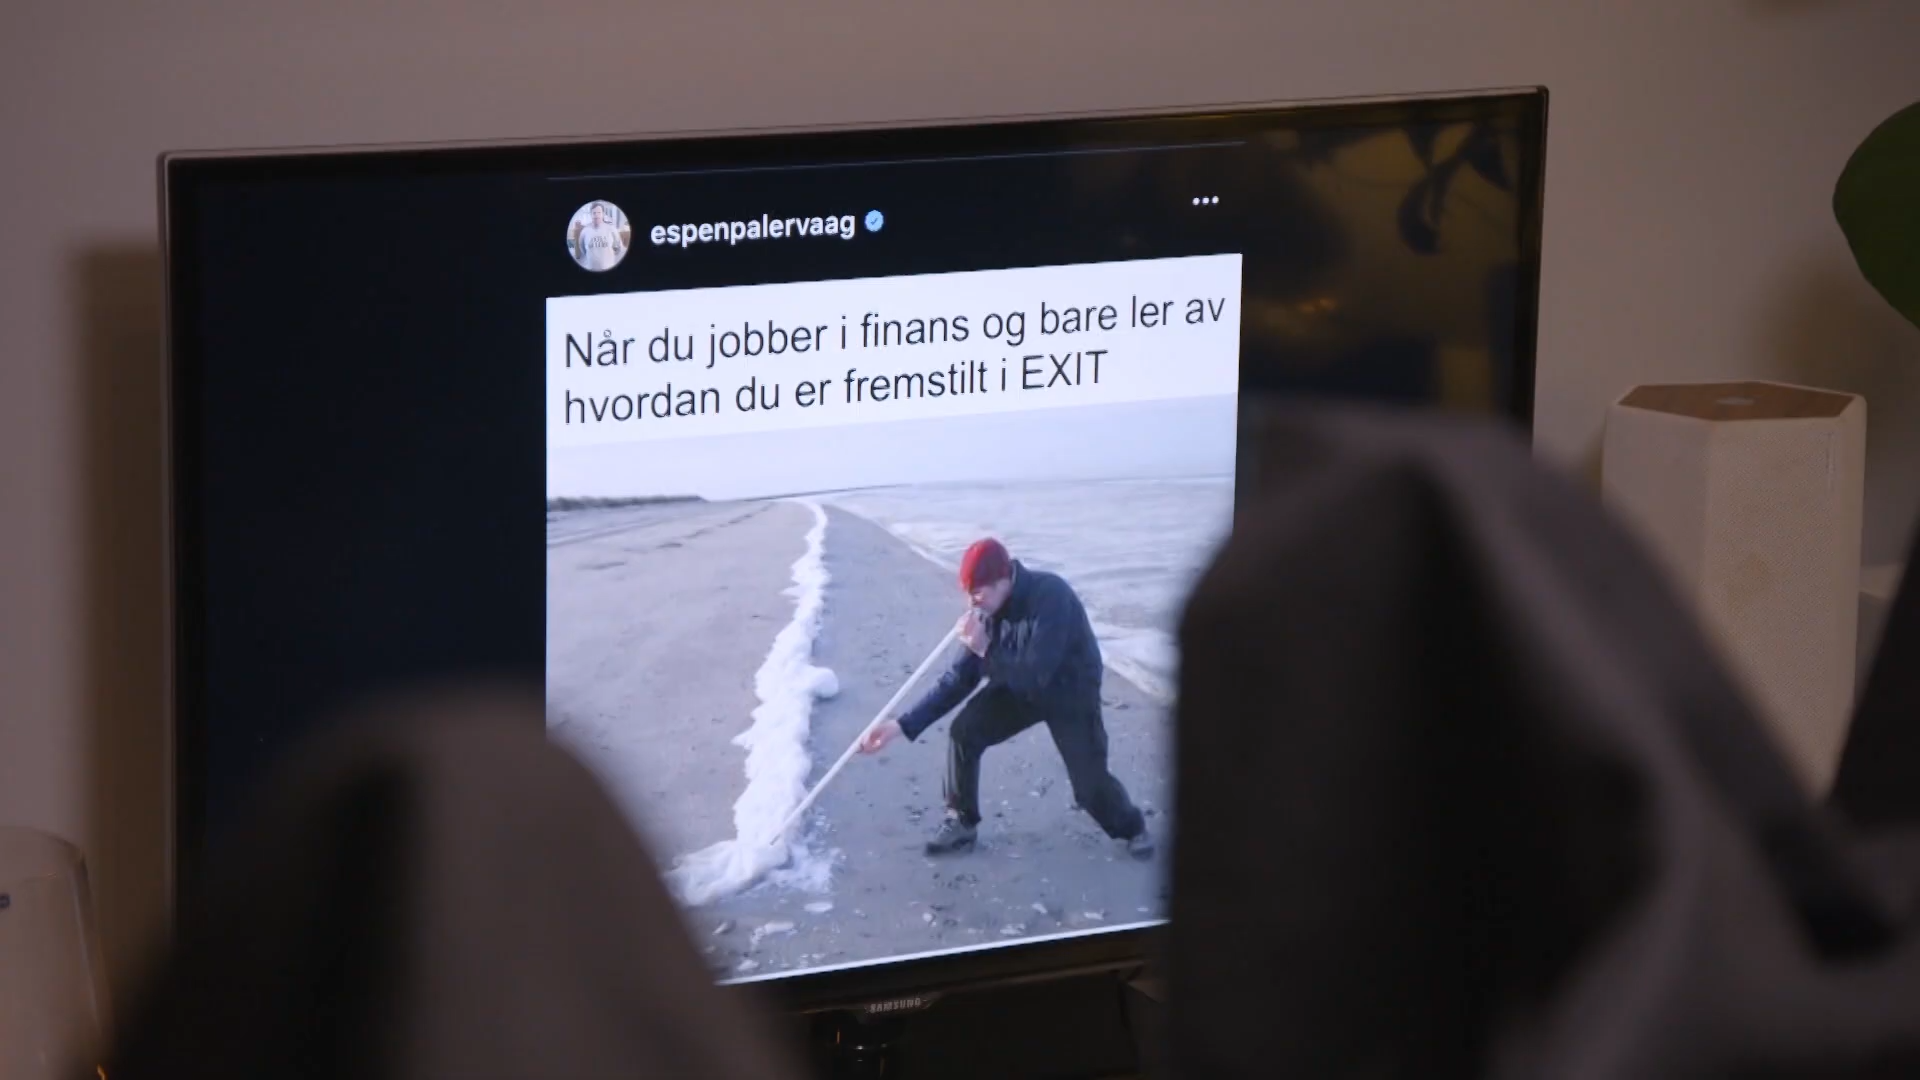 espenpalervaag
Når du jobber i finans og bare ler av
hvordan du er fremstilt i EXIT
SAMSUNG